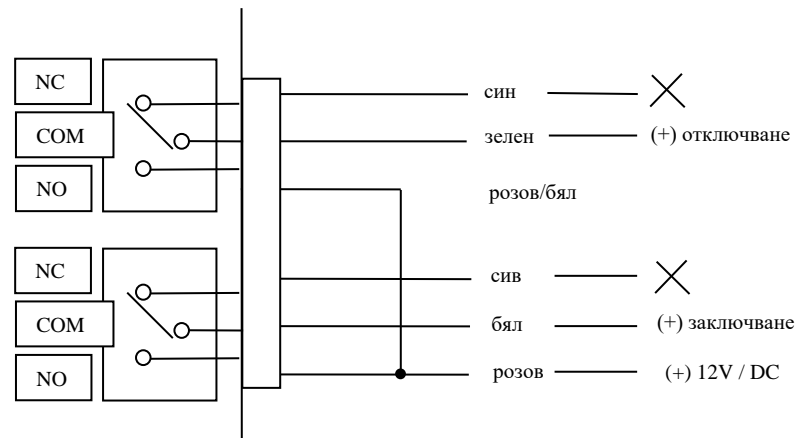 NC
син
COM
зелен
(+) отключване
NO
розов/бял
NC
сив
COM
бял
(+) заключване
NO
розов
(+) 12V / DC